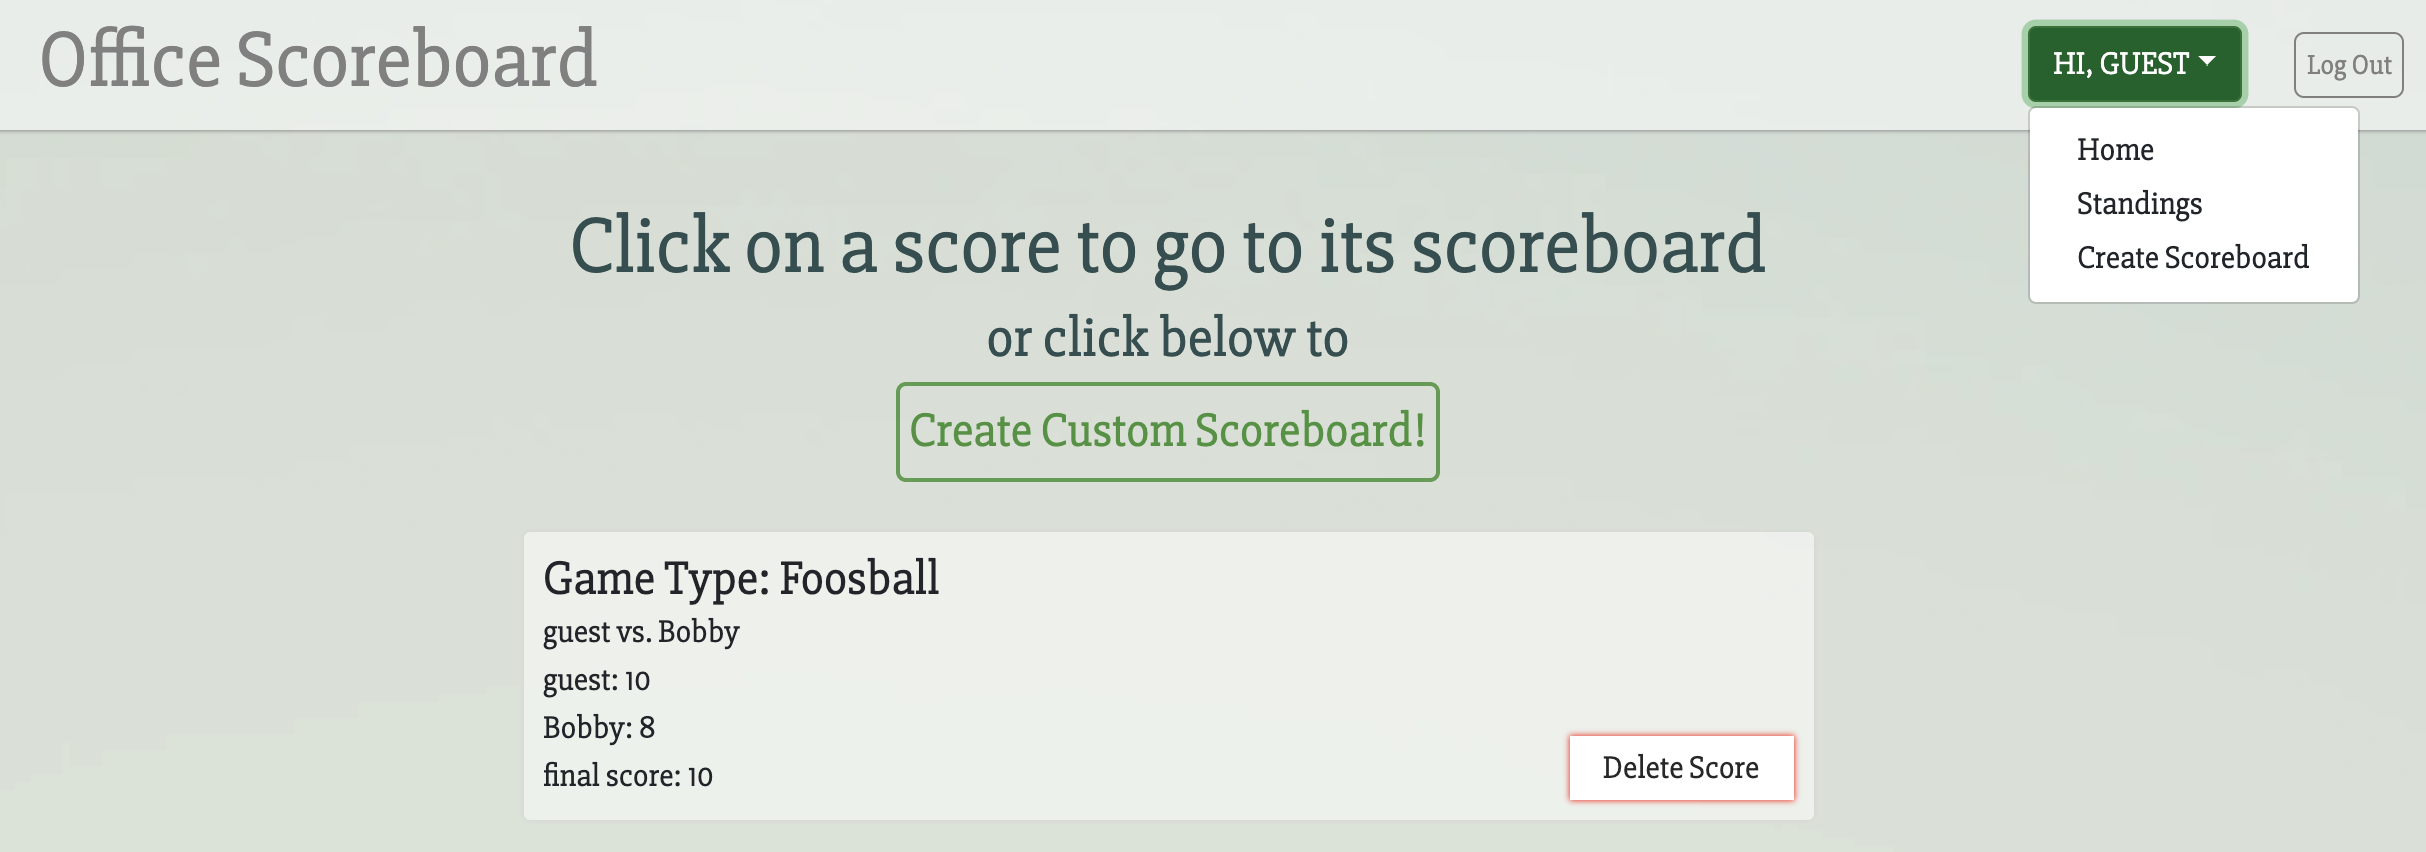 Office Scoreboard
HI, GUEST
Log Out
Home
Standings
Create Scoreboard
Click on a score to go to its scoreboard
or click below to
Create Custom Scoreboard!
Game Type: Foosball
guest vs. Bobby
guest: 10
Bobby: 8
final score: 10
Delete Score